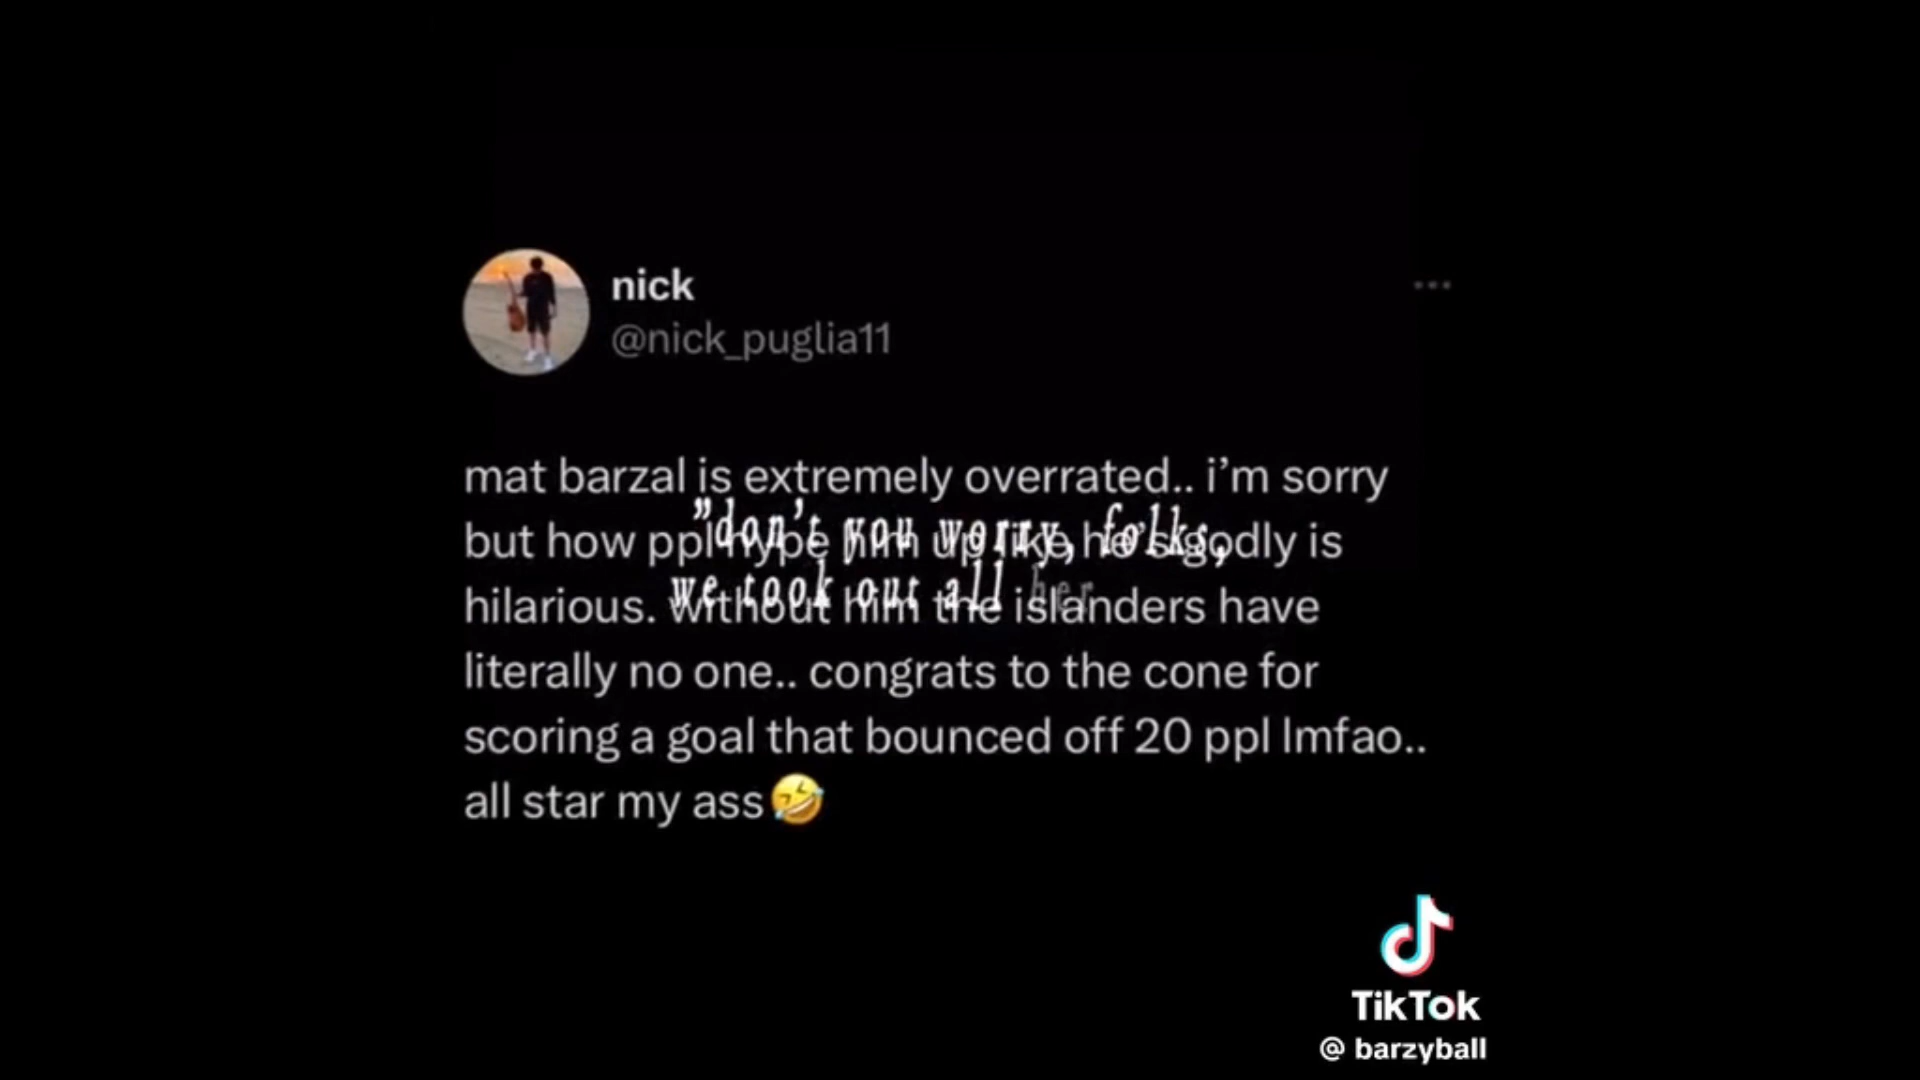 nick
@nick_puglia11
mat barzal is extremely overrated.. i'm sorry
but how ppl hype him up like he's godly is
hilarious. without him the islanders have
literally no one.. congrats to the cone for
scoring a goal that bounced off 20 ppl lmfao..
all star my ass🤣
"don't you worry, folks,
we took out all her
TikTok
@ barzyball